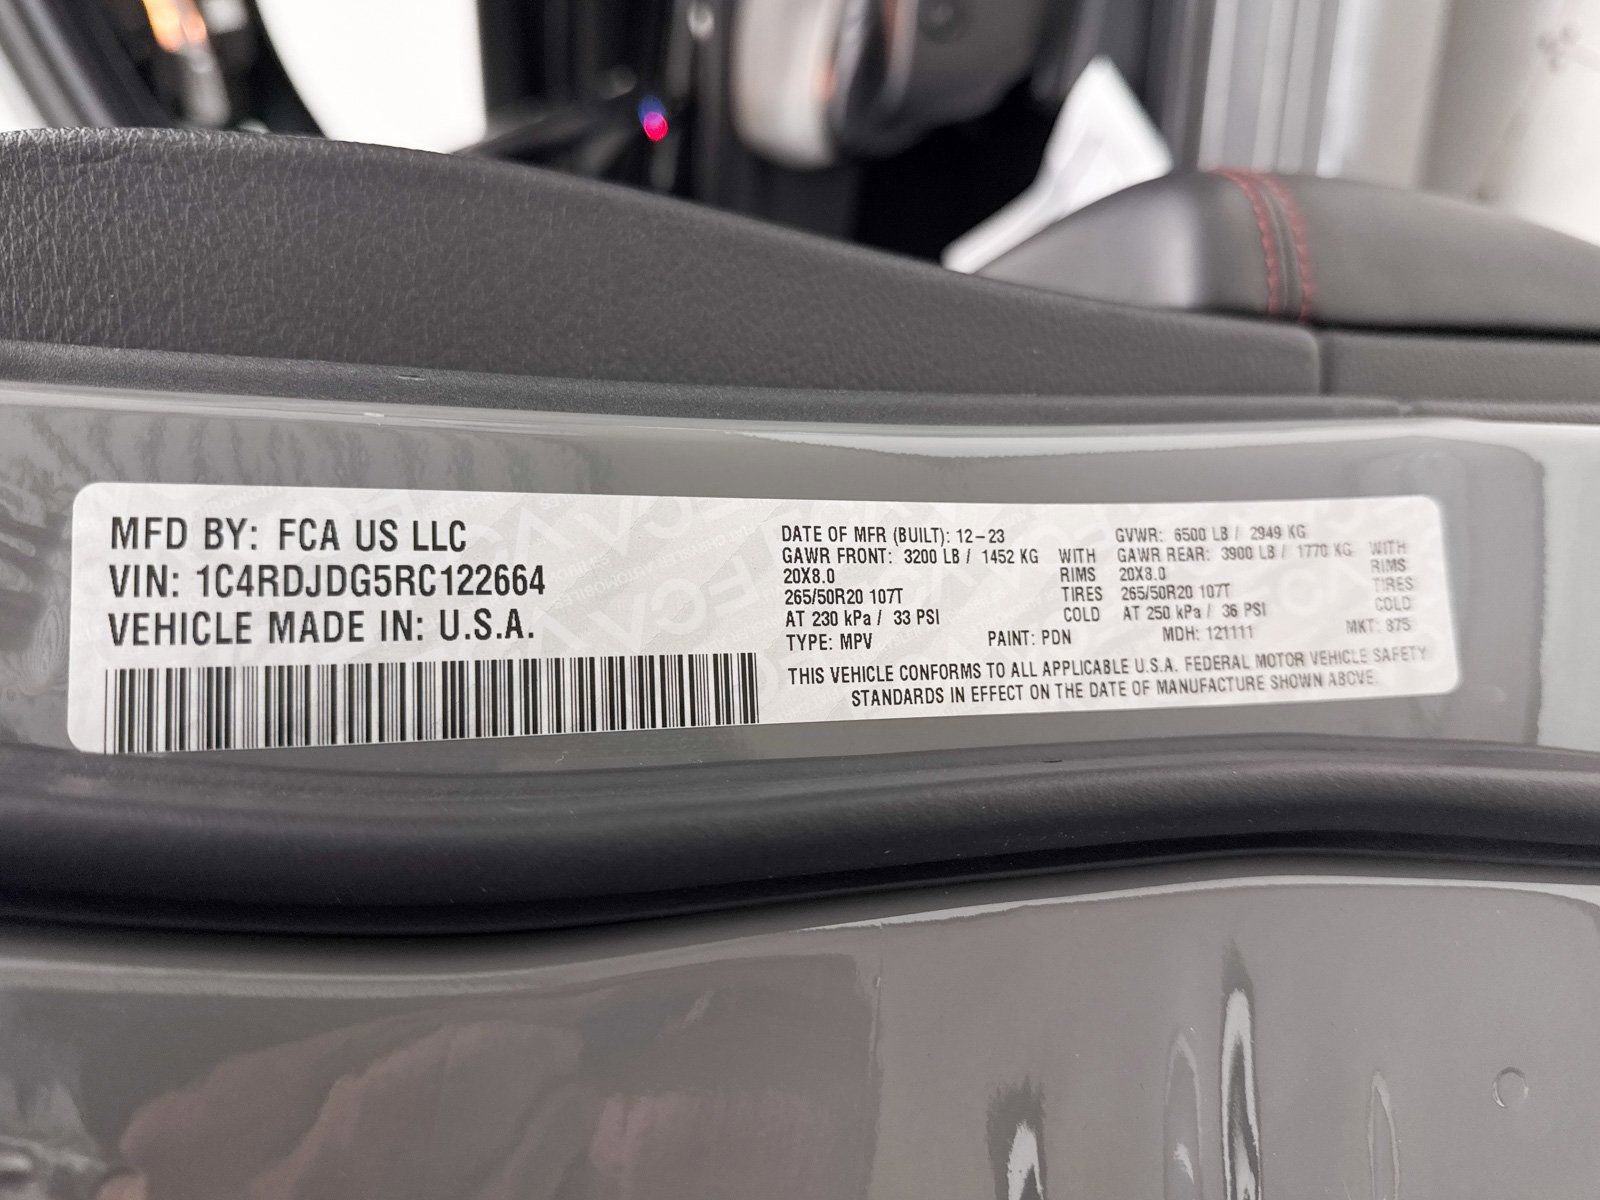 MFD BY: FCA US LLC
VIN: 1C4RDJDG5RC122664
VEHICLE MADE IN: U.S.A.
DATE OF MFR (BUILT): 12-23 GVWR: 6500 LB / 2949 KG
GAWR FRONT: 3200 LB / 1452 KG WITH GAWR REAR: 3900 LB / 1770 KG WITH
20X8.0 RIMS 20X8.0 RIMS
265/50R20 107T TIRES 265/50R20 107T TIRES
AT 230 kPa / 33 PSI COLD AT 250 kPa / 36 PSI COLD
TYPE: MPV PAINT: PDN MDH: 121111 MKT: 875
THIS VEHICLE CONFORMS TO ALL APPLICABLE U.S.A. FEDERAL MOTOR VEHICLE SAFETY
STANDARDS IN EFFECT ON THE DATE OF MANUFACTURE SHOWN ABOVE.